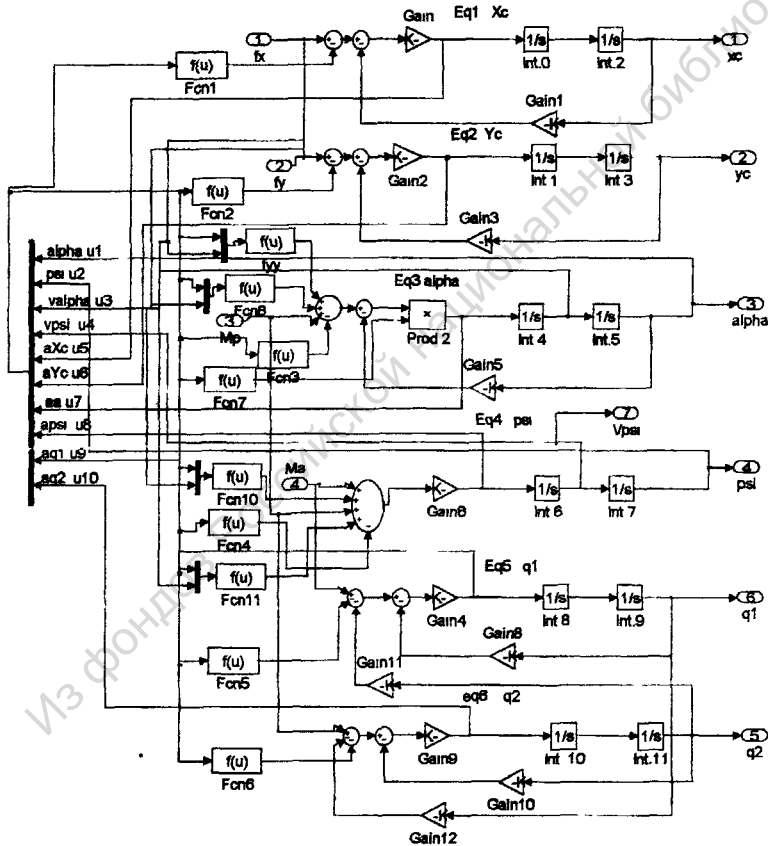 Gain Eq1 Xc
1 fx
Fcn1 f(u)
1/s Int.0
1/s Int.2
1 xc
Gain1
Eq2 Yc
2 fy
Gain2
1/s Int 1
1/s Int 3
2 yc
f(u) Fcn2
Gain3
f(u) fyy
alpha u1
psi u2
valpha u3
vpsi u4
aXc u5
aYc u6
aa u7
apsi u8
aq1 u9
aq2 u10
f(u)
3 Mp
f(u) Fcn3
f(u) Fcn7
Eq3 alpha
Prod 2
1/s Int 4
1/s Int.5
3 alpha
Gain5
Eq4 psi
7 Vpsi
4 psi
Ma 4
f(u) Fcn10
f(u) Fcn4
f(u) Fcn11
1/s Int 6
1/s Int 7
Eq5 q1
Gain4
1/s Int 8
1/s Int.9
6 q1
Gain8
Gain11
f(u) Fcn5
eq6 q2
Gain9
1/s Int 10
1/s Int.11
5 q2
f(u) Fcn6
Gain10
Gain12
Из фондов Российской национальной библио